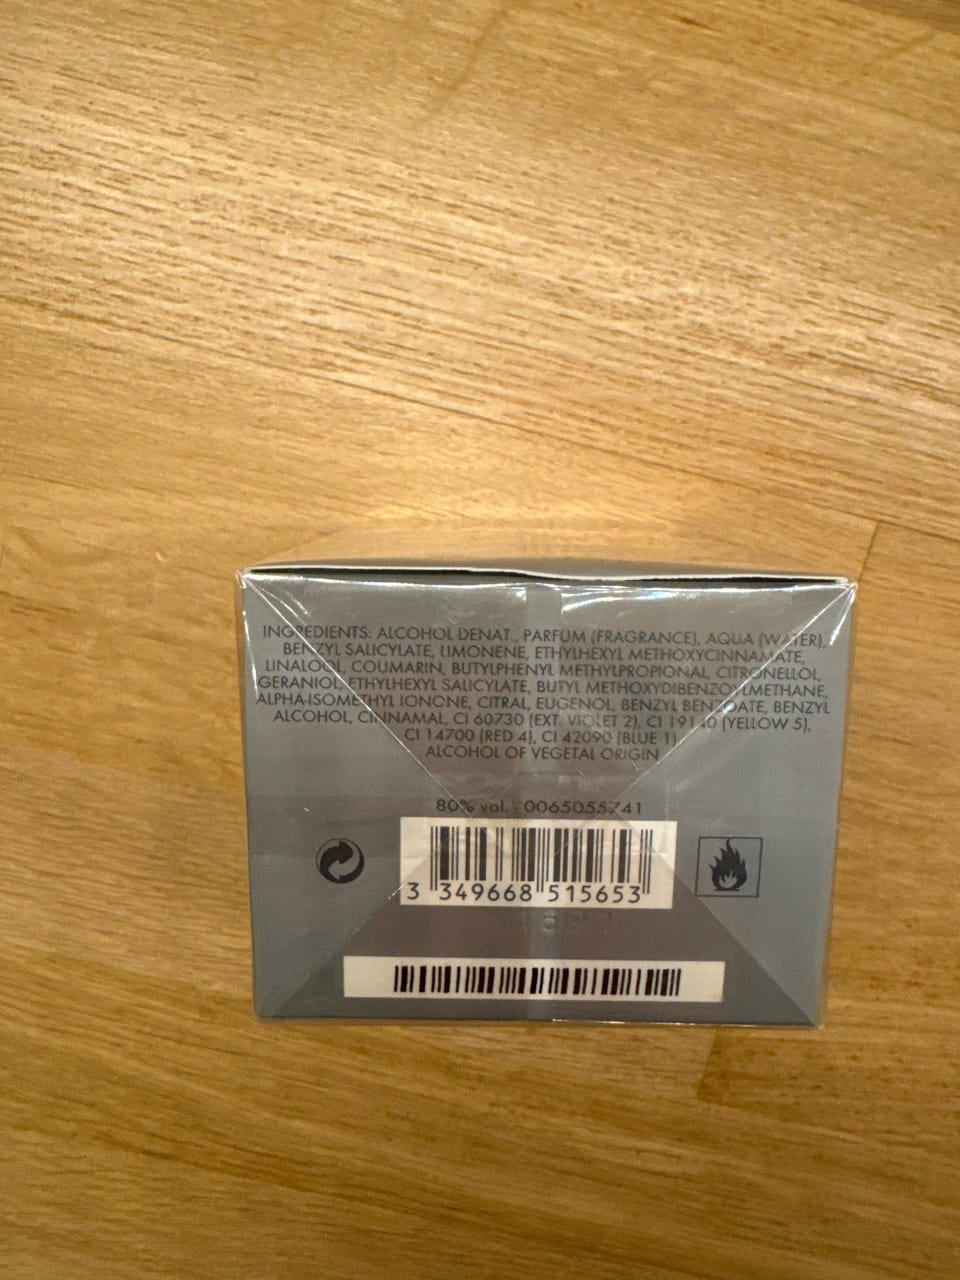 INGREDIENTS: ALCOHOL DENAT., PARFUM (FRAGRANCE), AQUA (WATER),
BENZYL SALICYLATE, LIMONENE, ETHYLHEXYL METHOXYCINNAMATE,
LINALOOL, COUMARIN, BUTYLPHENYL METHYLPROPIONAL, CITRONELLOL,
GERANIOL, ETHYLHEXYL SALICYLATE, BUTYL METHOXYDIBENZOYLMETHANE,
ALPHA-ISOMETHYL IONONE, CITRAL, EUGENOL, BENZYL BENZOATE, BENZYL
ALCOHOL, CINNAMAL, CI 60730 (EXT. VIOLET 2), CI 19140 (YELLOW 5),
CI 14700 (RED 4), CI 42090 (BLUE 1)
ALCOHOL OF VEGETAL ORIGIN
80% vol. - 0065055741
3 349668 515653